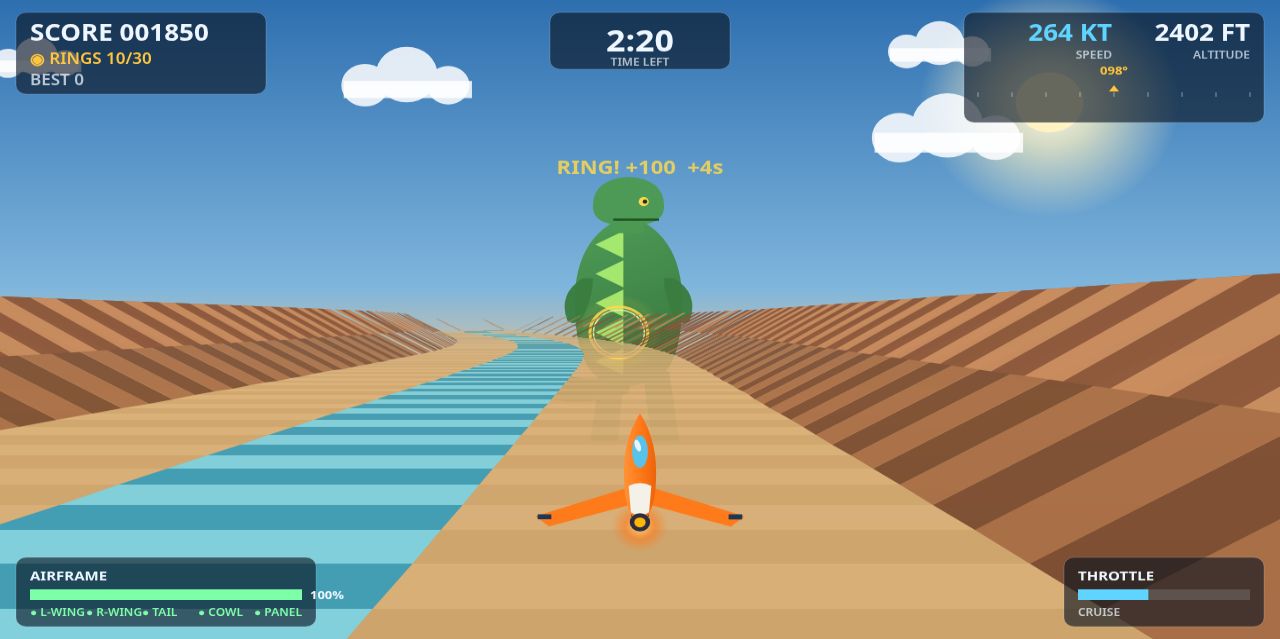 SCORE 001850
◉ RINGS 10/30
BEST 0
2:20
TIME LEFT
264 KT
SPEED
2402 FT
ALTITUDE
098°
RING! +100 +4s
AIRFRAME
100%
• L-WING • R-WING • TAIL • COWL • PANEL
THROTTLE
CRUISE